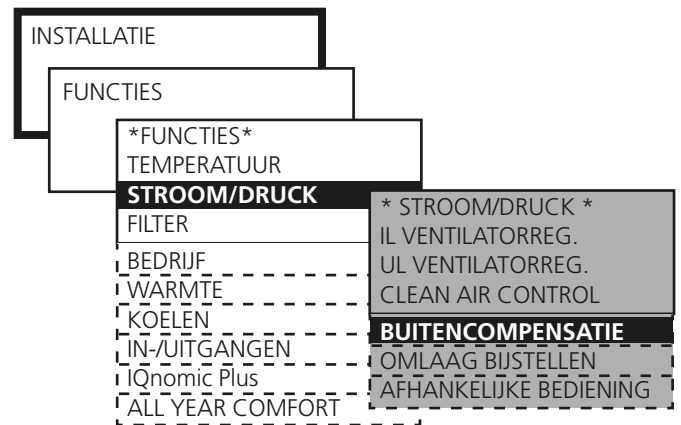 INSTALLATIE
FUNCTIES
*FUNCTIES*
TEMPERATUUR
STROOM/DRUCK
FILTER
BEDRIJF
WARMTE
KOELEN
IN-/UITGANGEN
IQnomic Plus
ALL YEAR COMFORT
* STROOM/DRUCK *
IL VENTILATORREG.
UL VENTILATORREG.
CLEAN AIR CONTROL
BUITENCOMPENSATIE
OMLAAG BIJSTELLEN
AFHANKELIJKE BEDIENING